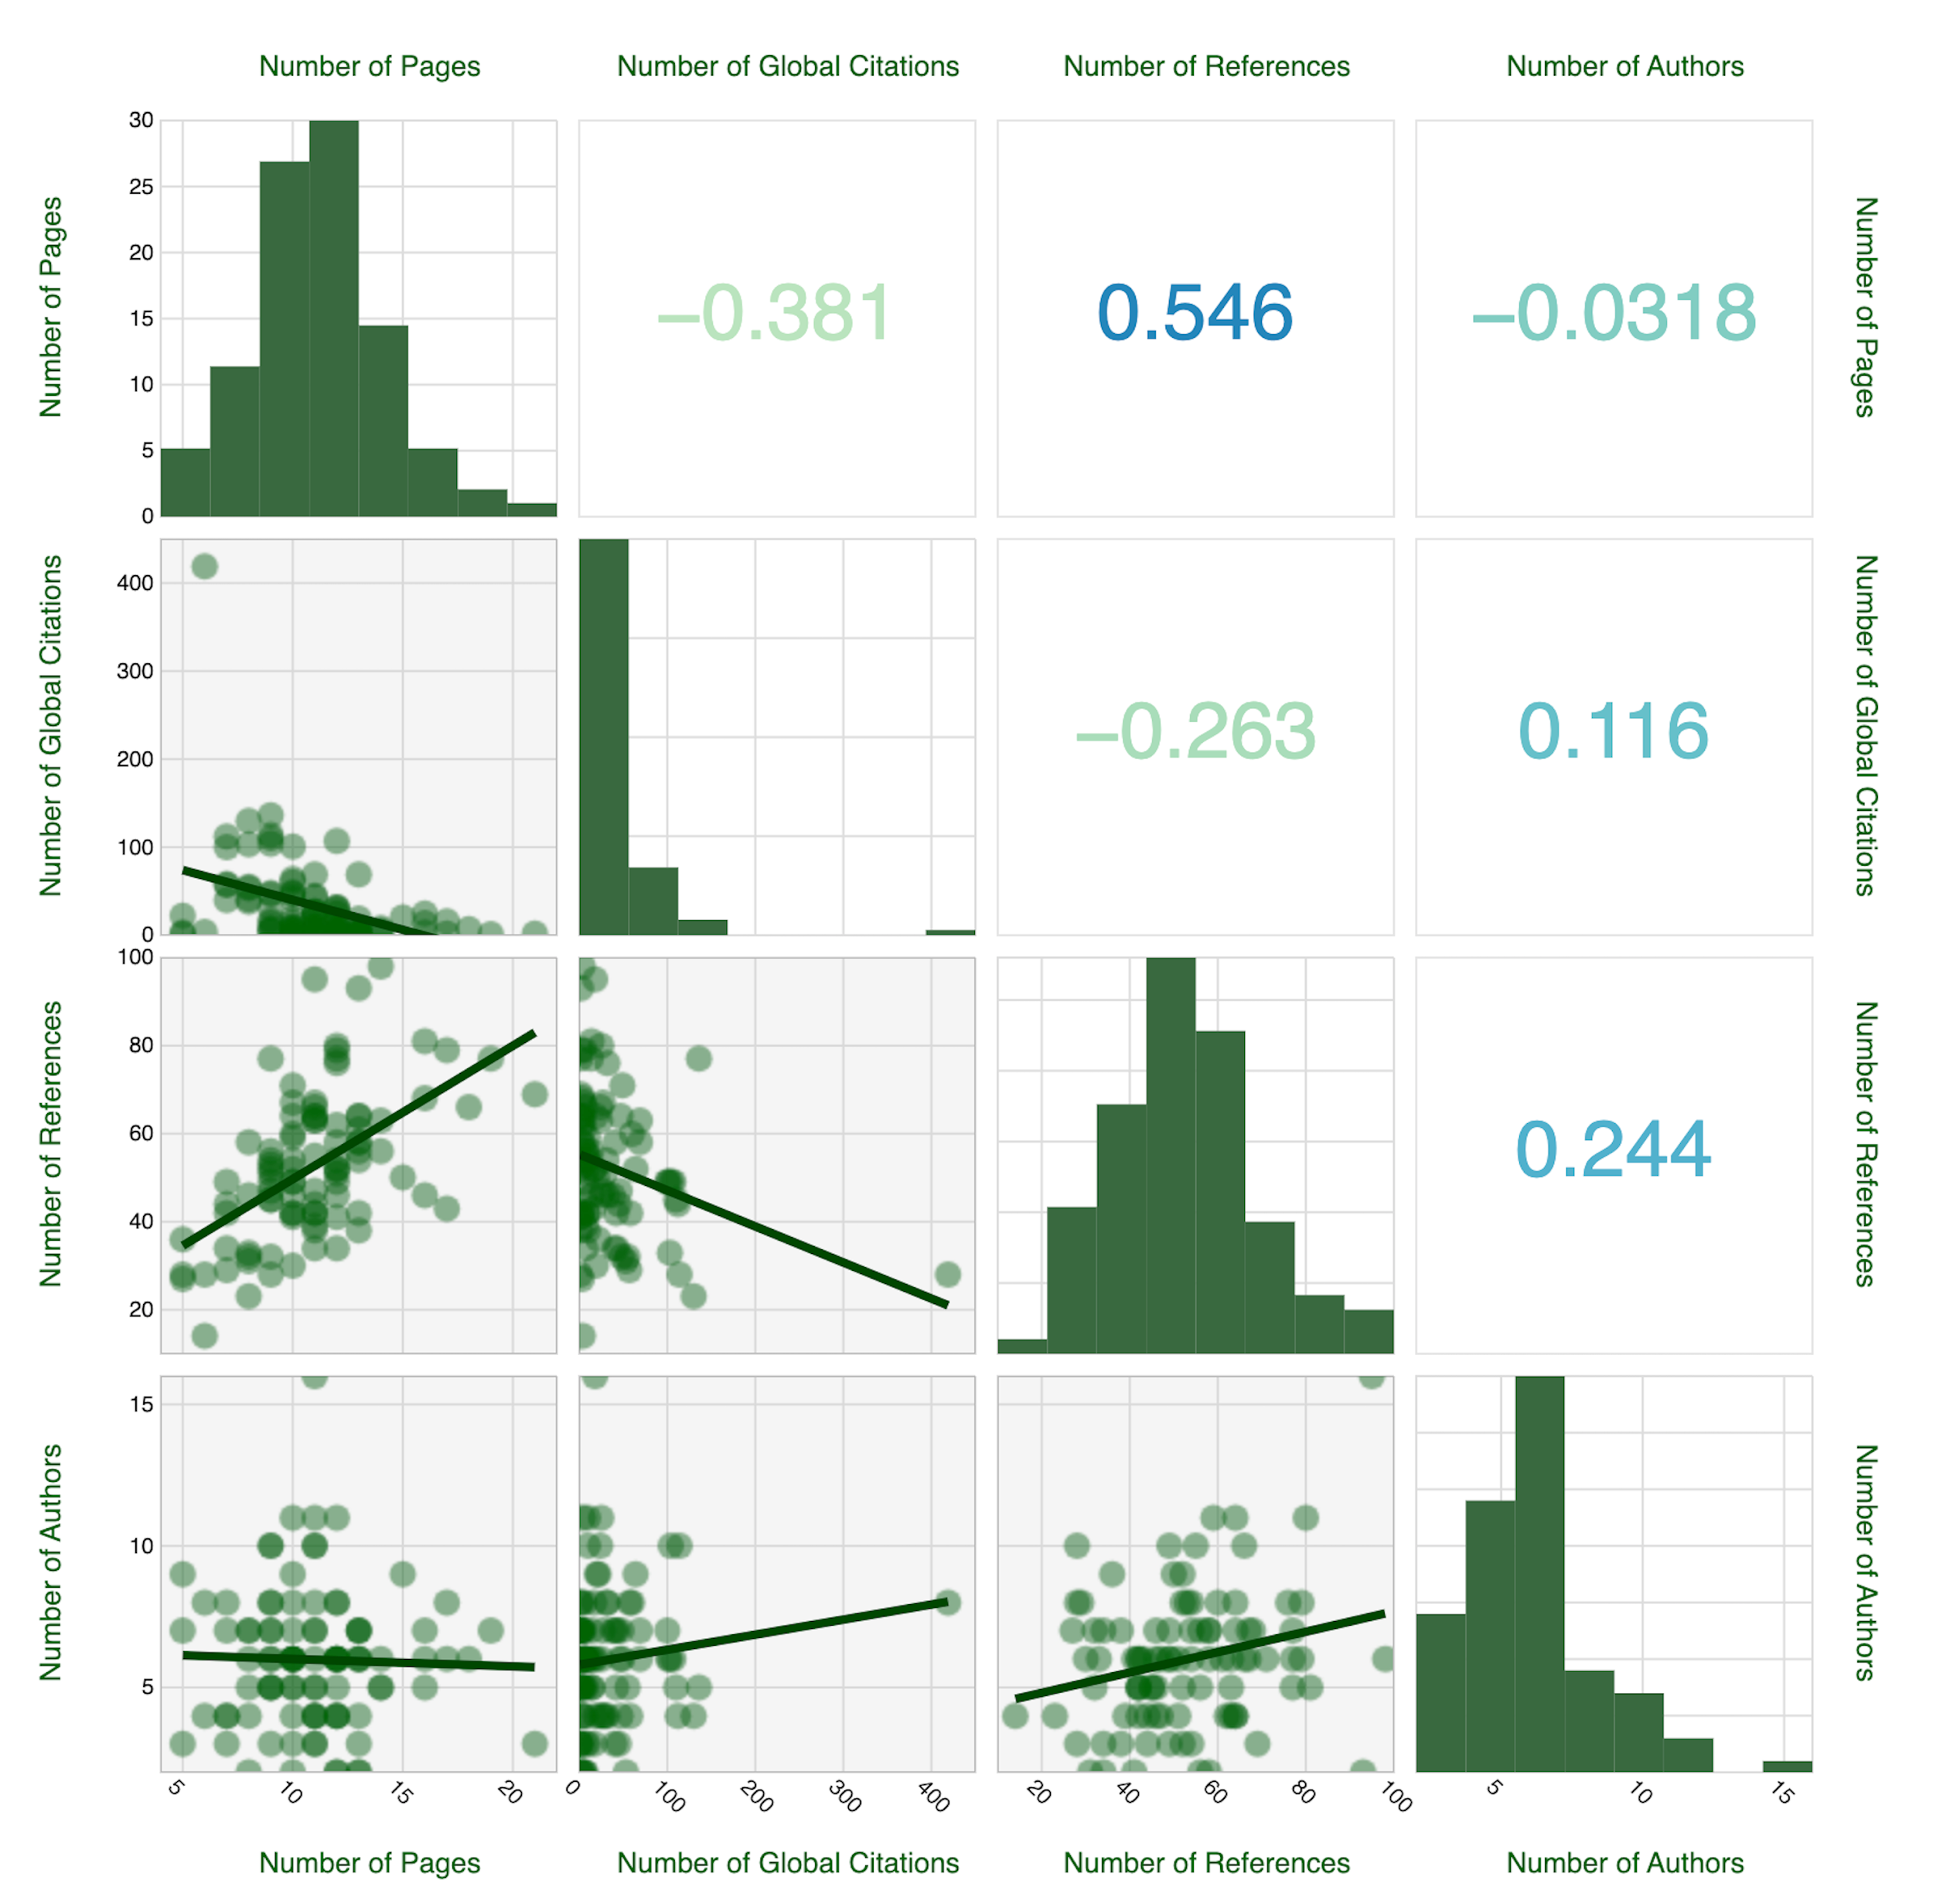 Number of Pages Number of Global Citations Number of References Number of Authors
Number of Pages
30
25
20
15
10
5
0
−0.381
0.546
−0.0318
Number of Pages
Number of Global Citations
400
300
200
100
0
−0.263
0.116
Number of Global Citations
Number of References
100
80
60
40
20
0.244
Number of References
Number of Authors
15
10
5
Number of Authors
5 10 15 20 0 100 200 300 400 20 40 60 80 100 5 10 15
Number of Pages Number of Global Citations Number of References Number of Authors